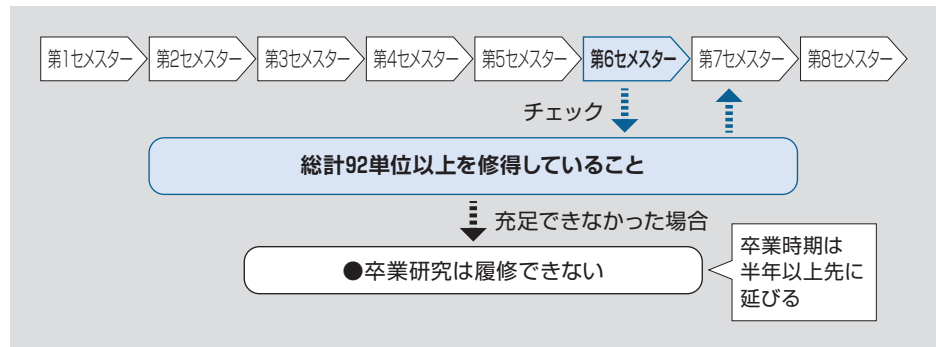 第1セメスター 第2セメスター 第3セメスター 第4セメスター 第5セメスター 第6セメスター 第7セメスター 第8セメスター
チェック
総計92単位以上を修得していること
充足できなかった場合
●卒業研究は履修できない
卒業時期は
半年以上先に
延びる